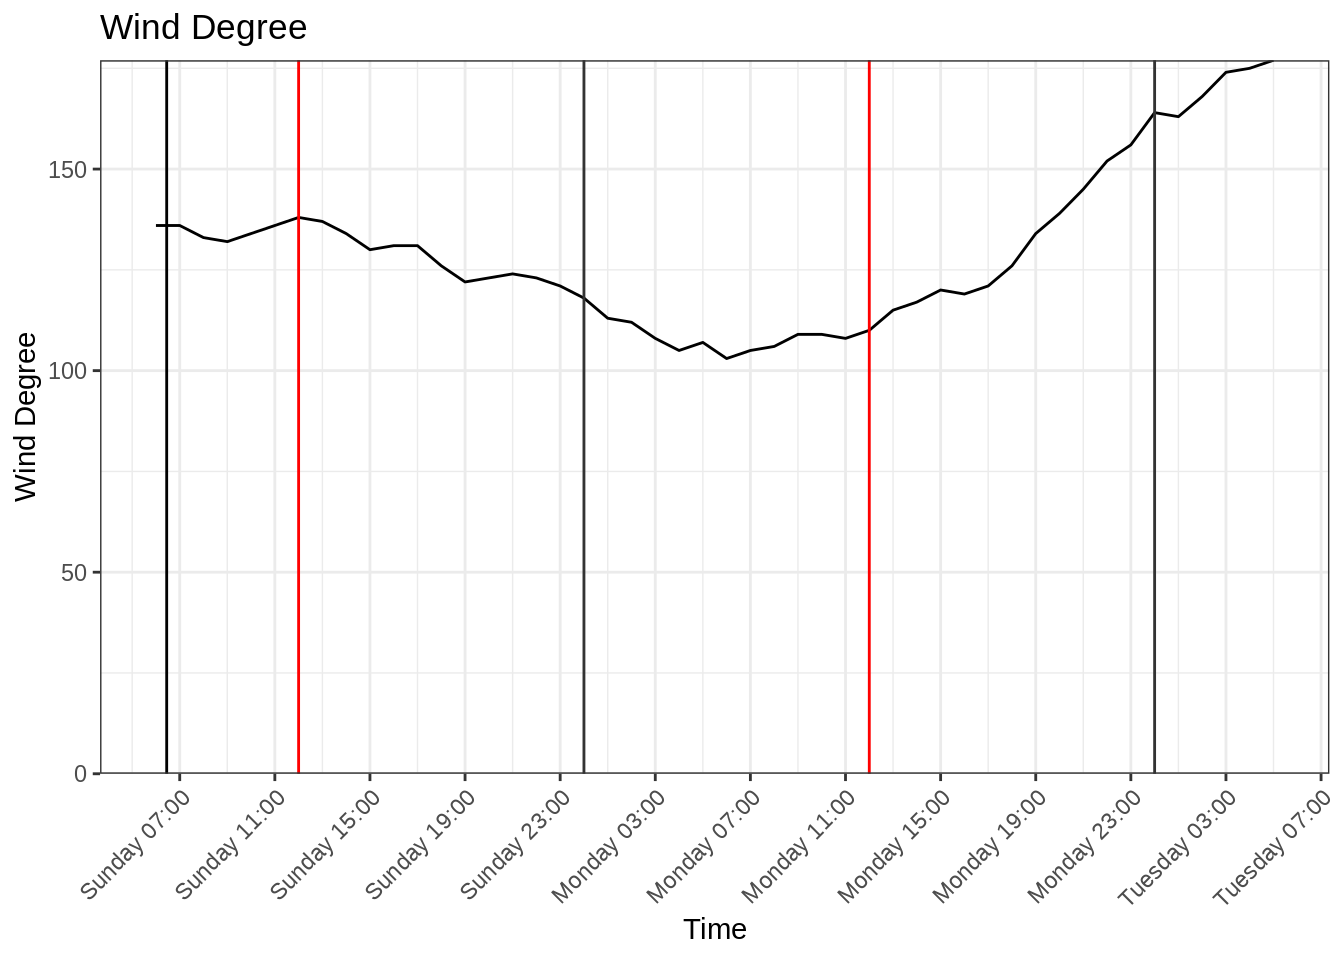 Wind Degree
Wind Degree
150
100
50
0
Sunday 07:00
Sunday 11:00
Sunday 15:00
Sunday 19:00
Sunday 23:00
Monday 03:00
Monday 07:00
Monday 11:00
Monday 15:00
Monday 19:00
Monday 23:00
Tuesday 03:00
Tuesday 07:00
Time